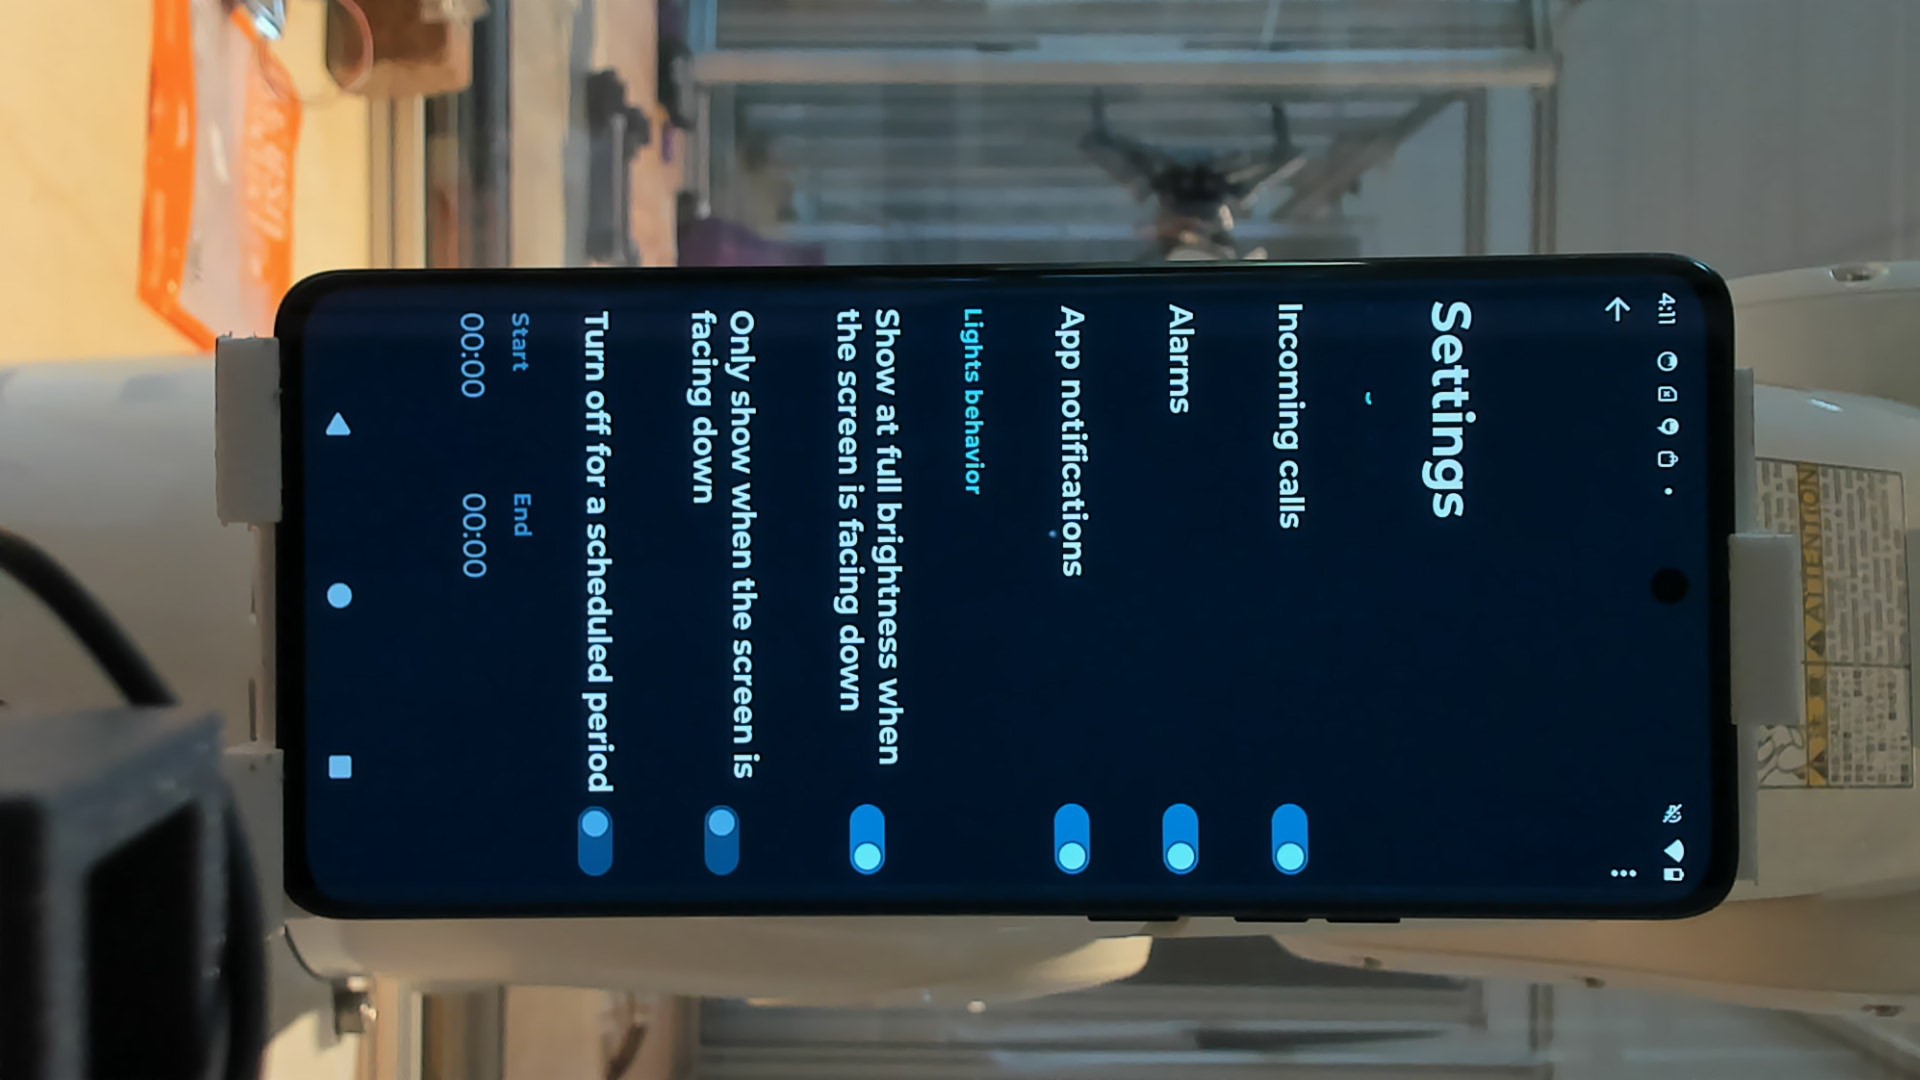 4:11
Settings
Incoming calls
Alarms
App notifications
Lights behavior
Show at full brightness when
the screen is facing down
Only show when the screen is
facing down
Turn off for a scheduled period
Start End
00:00 00:00
ATTENTION